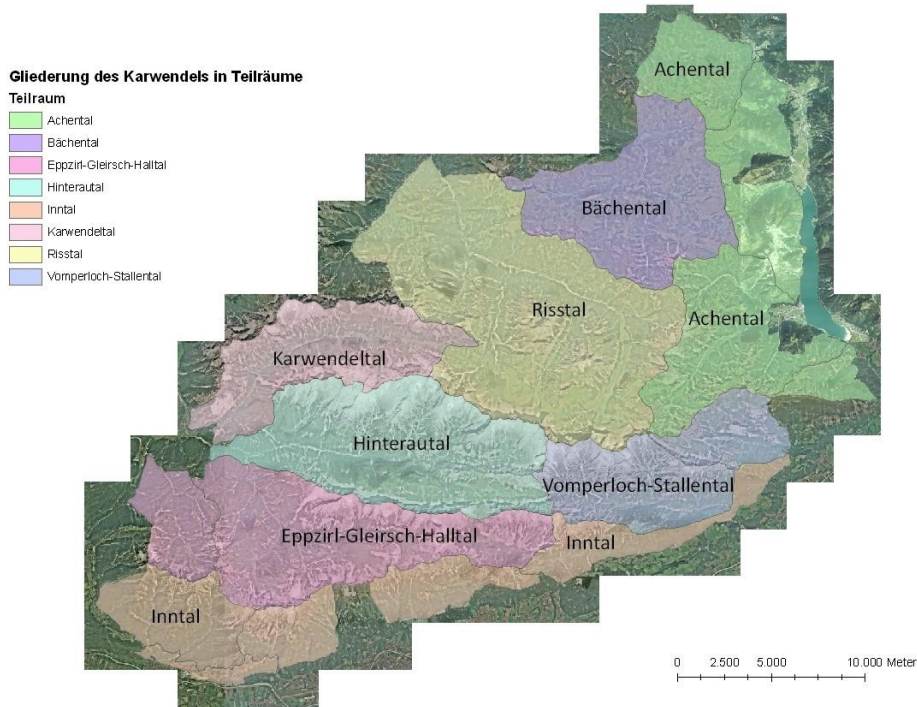 Gliederung des Karwendels in Teilräume
Teilraum
Achental
Bächental
Eppzirl-Gleirsch-Halltal
Hinterautal
Inntal
Karwendeltal
Risstal
Vomperloch-Stallental
Achental
Bächental
Risstal
Achental
Karwendeltal
Hinterautal
Vomperloch-Stallental
Eppzirl-Gleirsch-Halltal
Inntal
Inntal
0 2.500 5.000 10.000 Meter